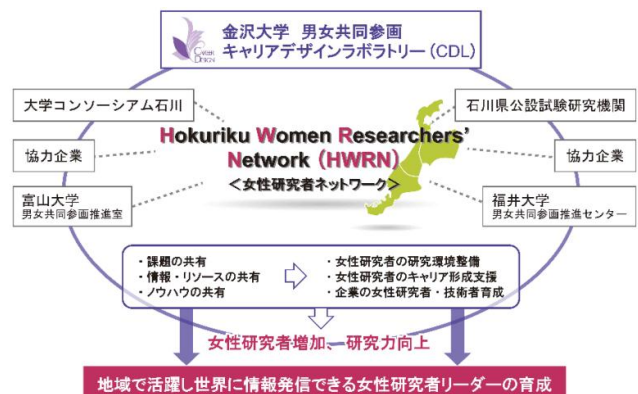 金沢大学 男女共同参画
キャリアデザインラボラトリー(CDL)
CAREER
DESIGN
大学コンソーシアム石川
石川県公設試験研究機関
Hokuriku Women Researchers'
Network (HWRN)
<女性研究者ネットワーク>
協力企業
協力企業
富山大学
男女共同参画推進室
福井大学
男女共同参画推進センター
・課題の共有
・情報・リソースの共有
・ノウハウの共有
・女性研究者の研究環境整備
・女性研究者のキャリア形成支援
・企業の女性研究者・技術者育成
女性研究者増加、研究力向上
地域で活躍し世界に情報発信できる女性研究者リーダーの育成